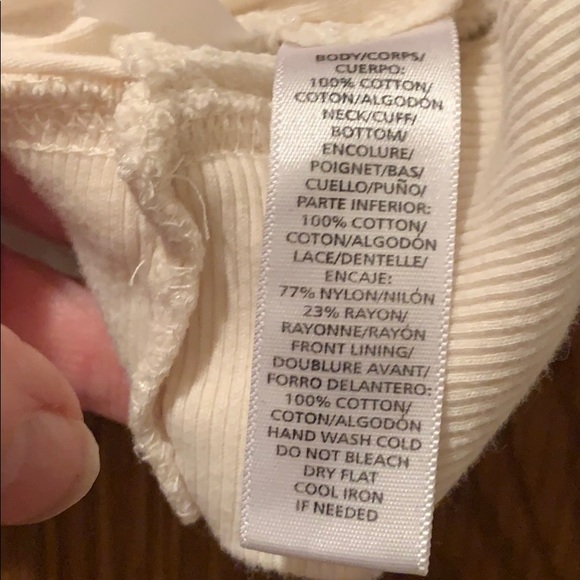 BODY/CORPS/
CUERPO:
100% COTTON/
COTON/ALGODÓN
NECK/CUFF/
BOTTOM/
ENCOLURE/
POIGNET/BAS/
CUELLO/PUÑO/
PARTE INFERIOR:
100% COTTON/
COTON/ALGODÓN
LACE/DENTELLE/
ENCAJE:
77% NYLON/NILÓN
23% RAYON/
RAYONNE/RAYÓN
FRONT LINING/
DOUBLURE AVANT/
FORRO DELANTERO:
100% COTTON/
COTON/ALGODÓN
HAND WASH COLD
DO NOT BLEACH
DRY FLAT
COOL IRON
IF NEEDED